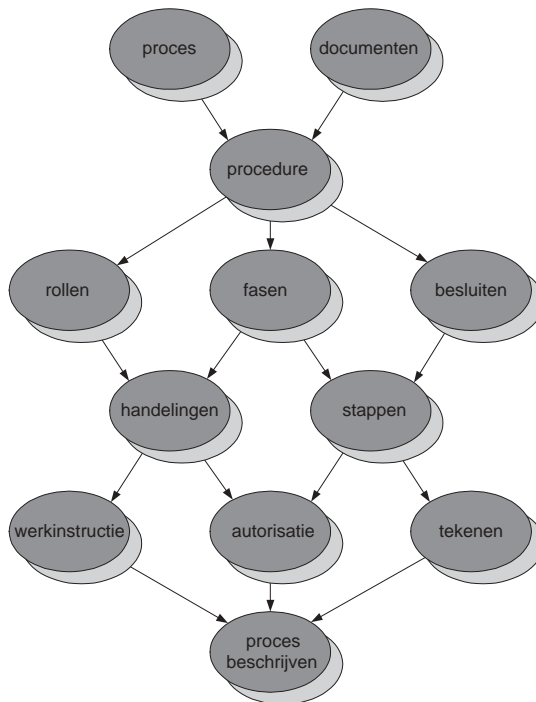 proces
documenten
procedure
rollen
fasen
besluiten
handelingen
stappen
werkinstructie
autorisatie
tekenen
proces
beschrijven